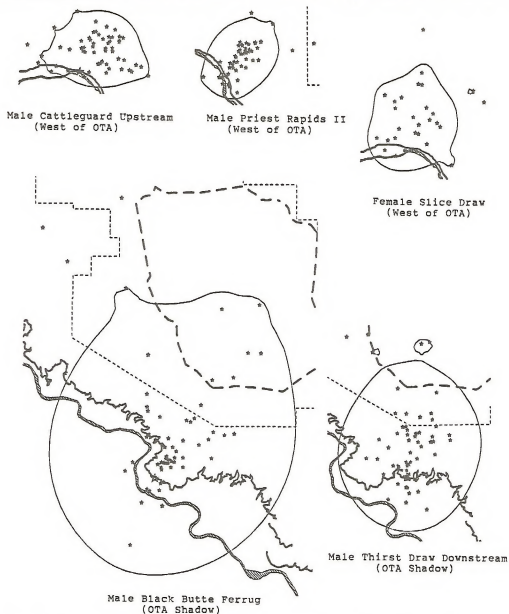 Male Cattleguard Upstream
(West of OTA)
Male Priest Rapids II
(West of OTA)
Female Slice Draw
(West of OTA)
Male Thirst Draw Downstream
(OTA Shadow)
Male Black Butte Ferrug
(OTA Shadow)